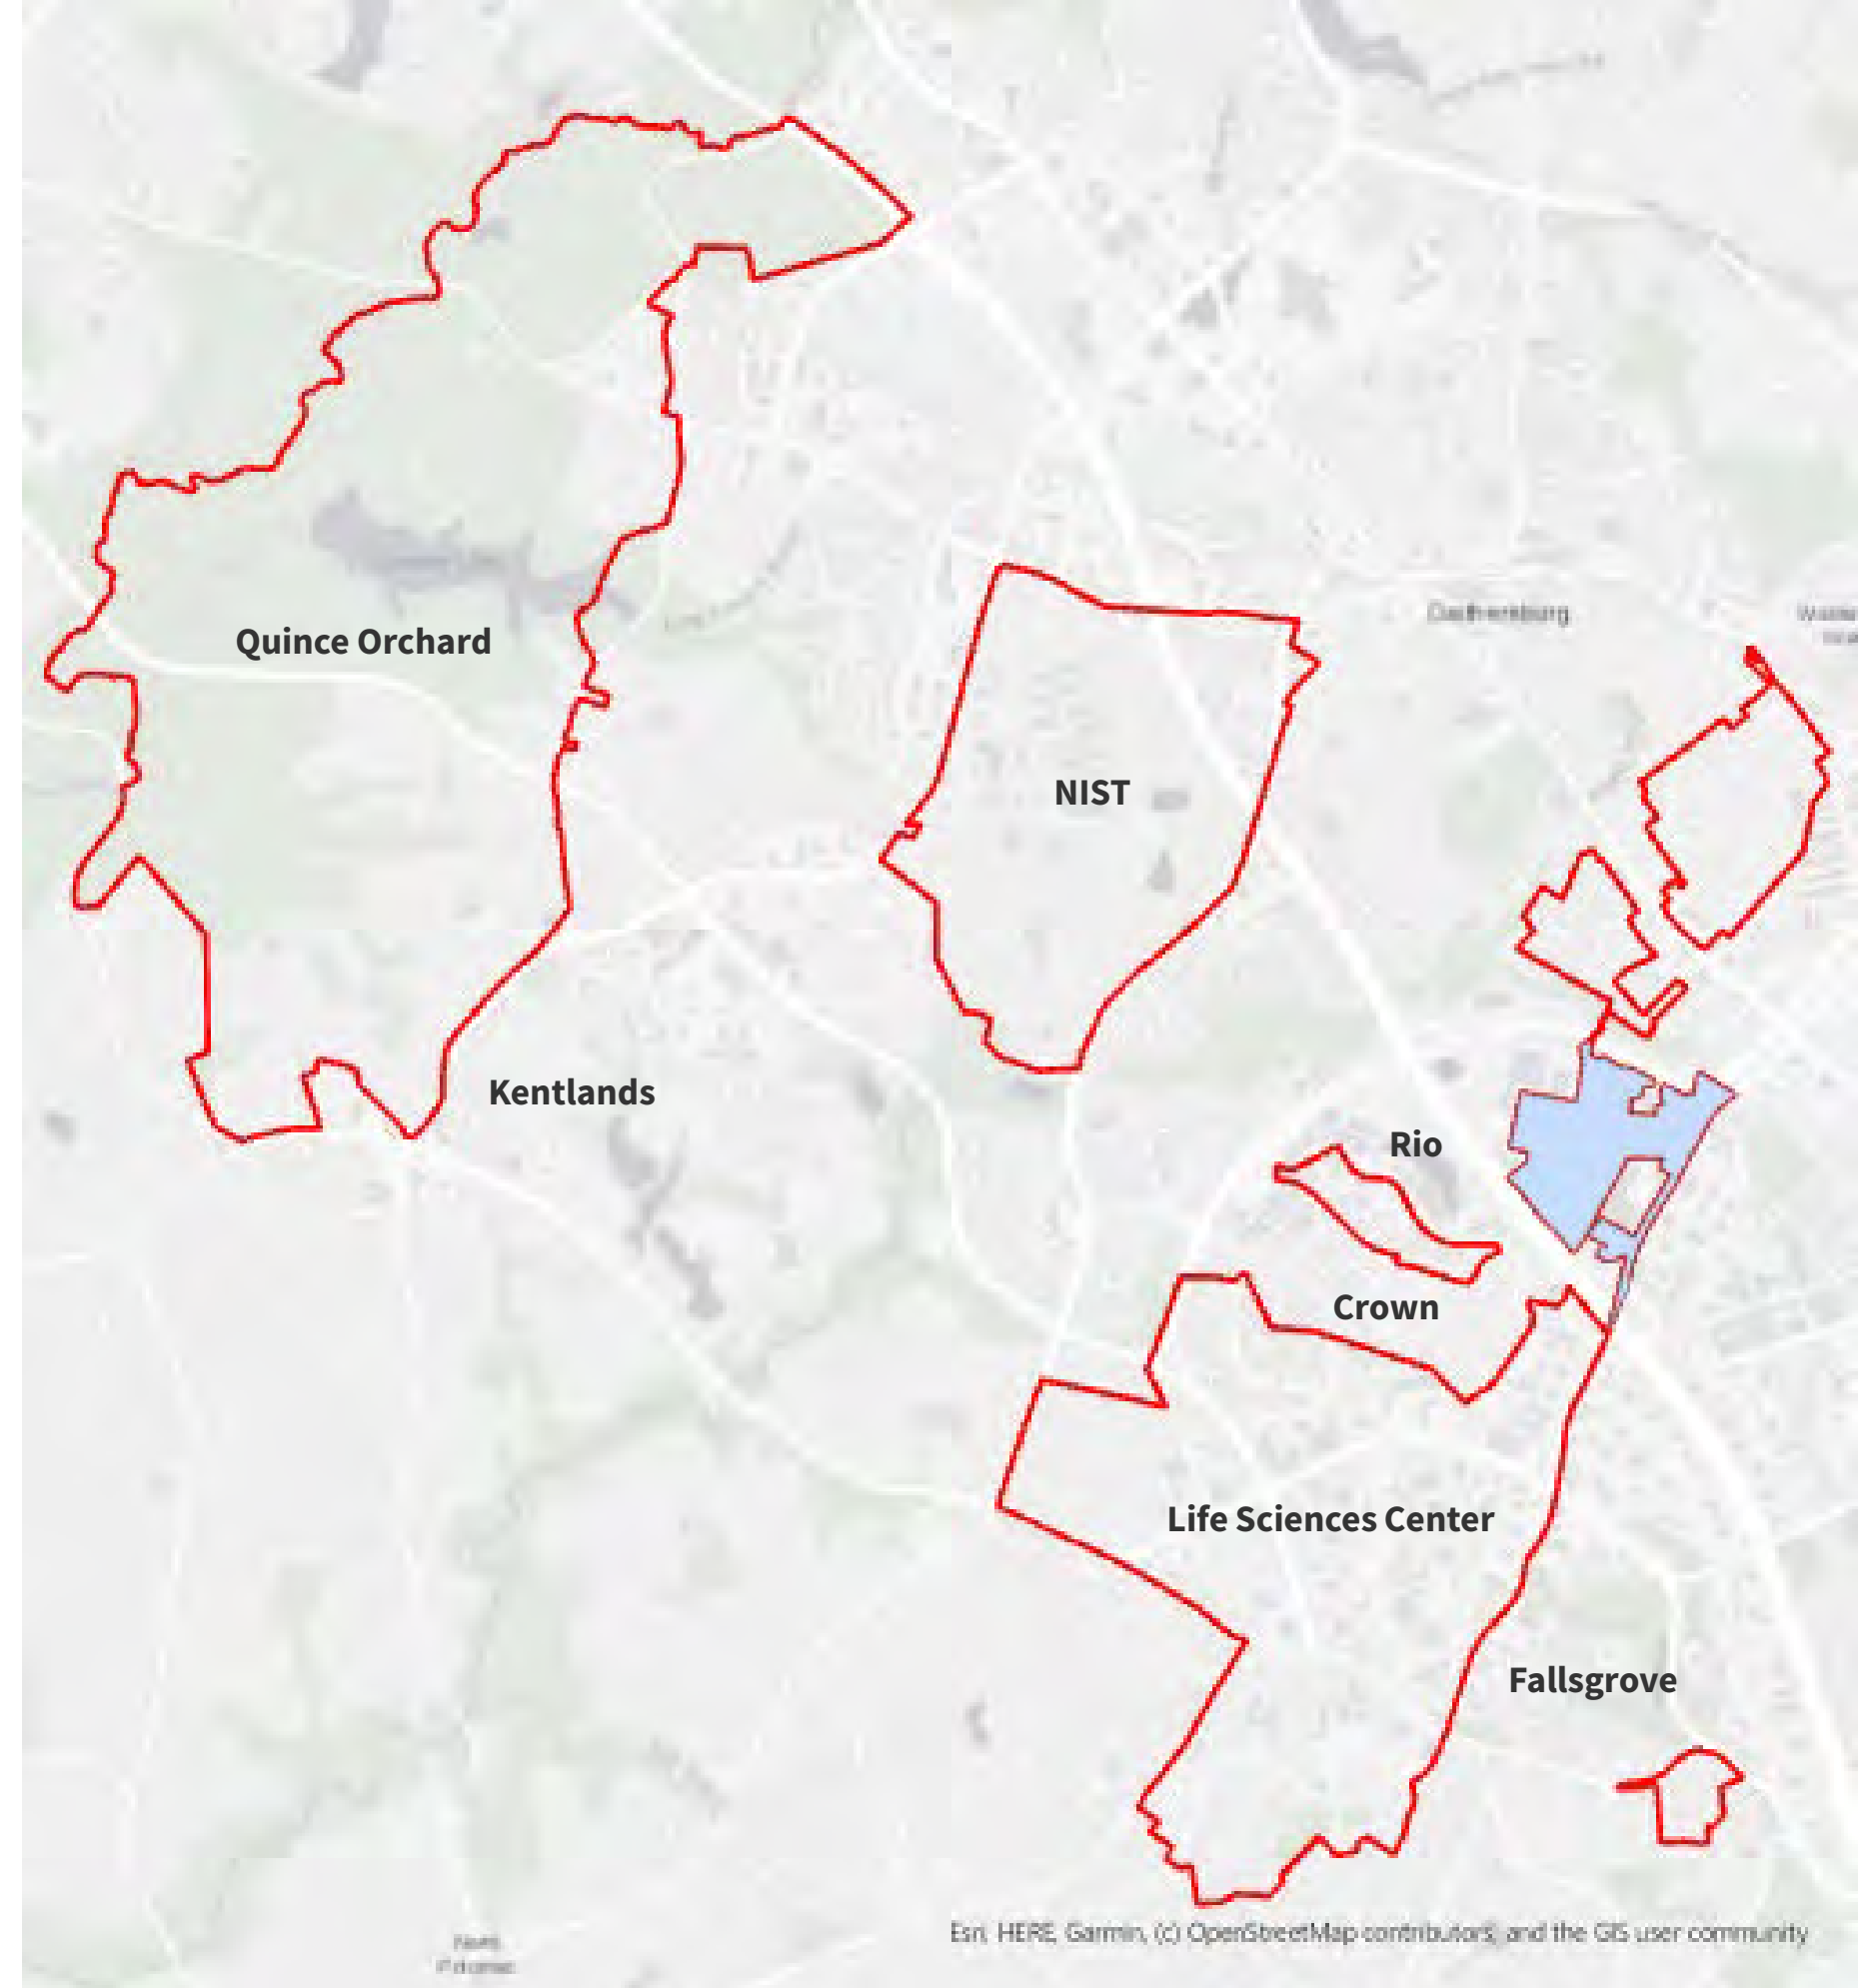 Quince Orchard
Gaithersburg
NIST
Kentlands
Rio
Crown
Life Sciences Center
Fallsgrove
Esri, HERE, Garmin, (c) OpenStreetMap contributors, and the GIS user community